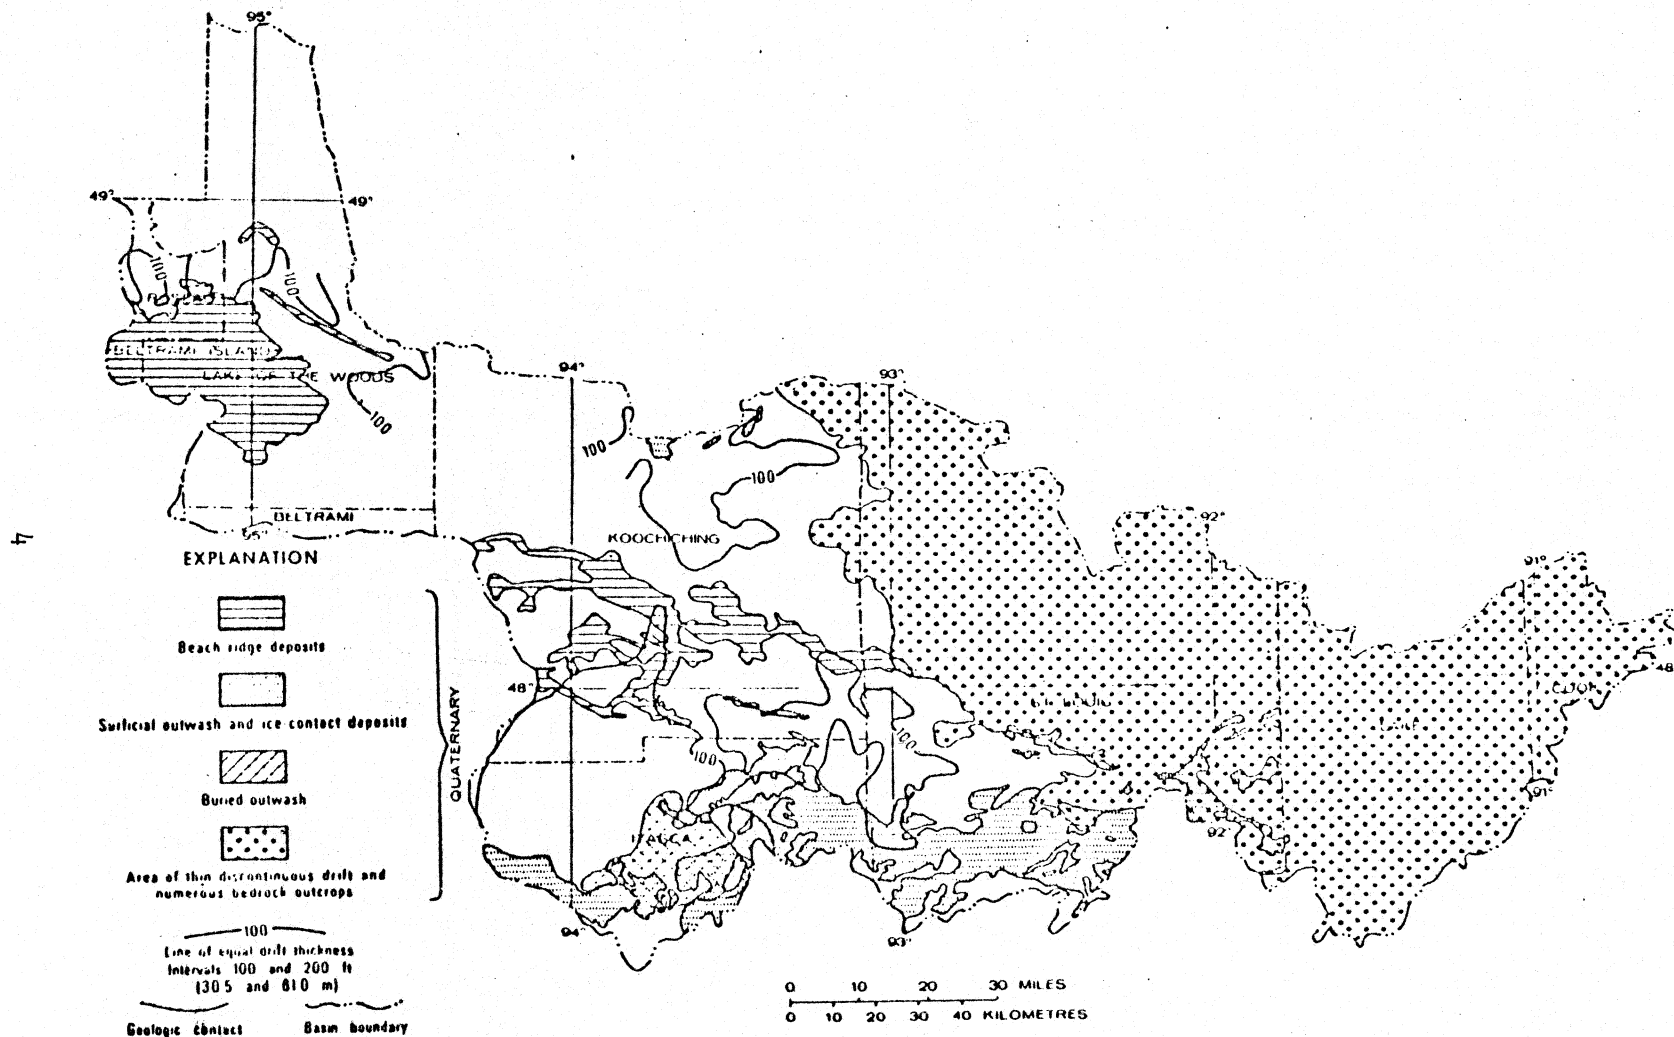 95°
49°
49°
100
100
BELTRAMI ISLAND
LAKE OF THE WOODS
100
94°
93°
100
100
KOOCHICHING
BELTRAMI
95°
92°
91°
4
EXPLANATION
Beach ridge deposits
Surficial outwash and ice-contact deposits
Buried outwash
Area of thin discontinuous drift and
numerous bedrock outcrops
100
Line of equal drift thickness
Intervals 100 and 200 ft
(30.5 and 61.0 m)
Geologic contact
Basin boundary
QUATERNARY
48°
48°
ST. LOUIS
LAKE
COOK
100
100
ITASCA
91°
92°
94°
93°
0 10 20 30 MILES
0 10 20 30 40 KILOMETRES